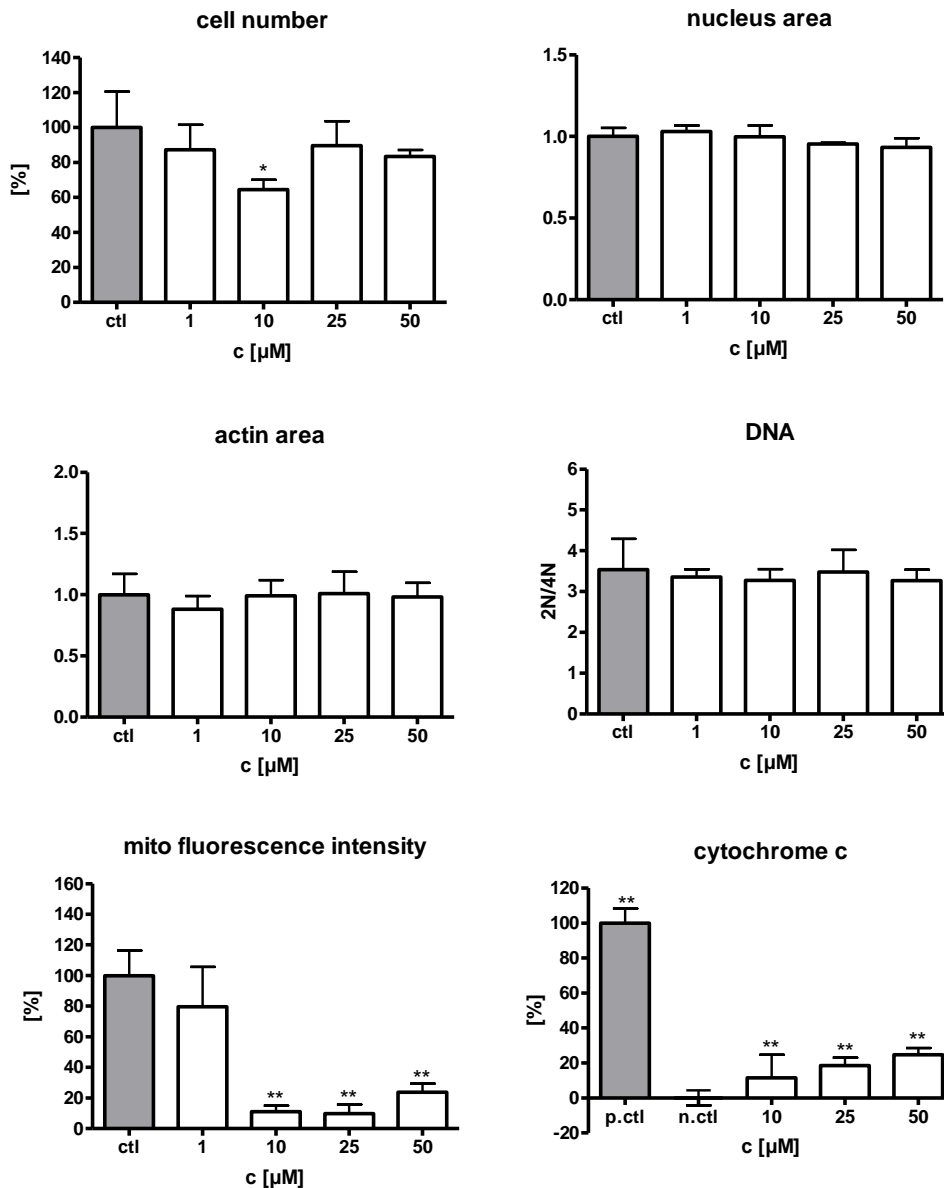 cell number
140
120
100
80
60
40
20
0
[%]
*
ctl 1 10 25 50
c [µM]
nucleus area
1.5
1.0
0.5
0.0
ctl 1 10 25 50
c [µM]
actin area
2.0
1.5
1.0
0.5
0.0
ctl 1 10 25 50
c [µM]
DNA
6
5
4
3
2
1
0
2N/4N
ctl 1 10 25 50
c [µM]
mito fluorescence intensity
160
140
120
100
80
60
40
20
0
[%]
** ** **
ctl 1 10 25 50
c [µM]
cytochrome c
120
100
80
60
40
20
0
-20
[%]
**
** ** **
p.ctl n.ctl 10 25 50
c [µM]